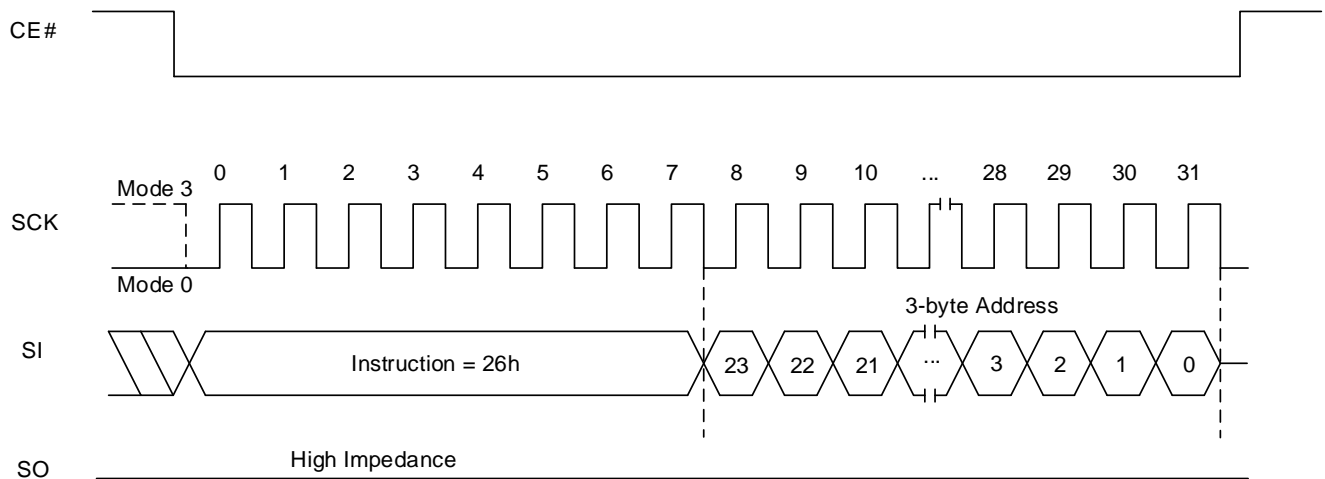 CE#
0 1 2 3 4 5 6 7 8 9 10 ... 28 29 30 31
Mode 3
SCK
Mode 0
3-byte Address
SI
Instruction = 26h 23 22 21 ... 3 2 1 0
High Impedance
SO